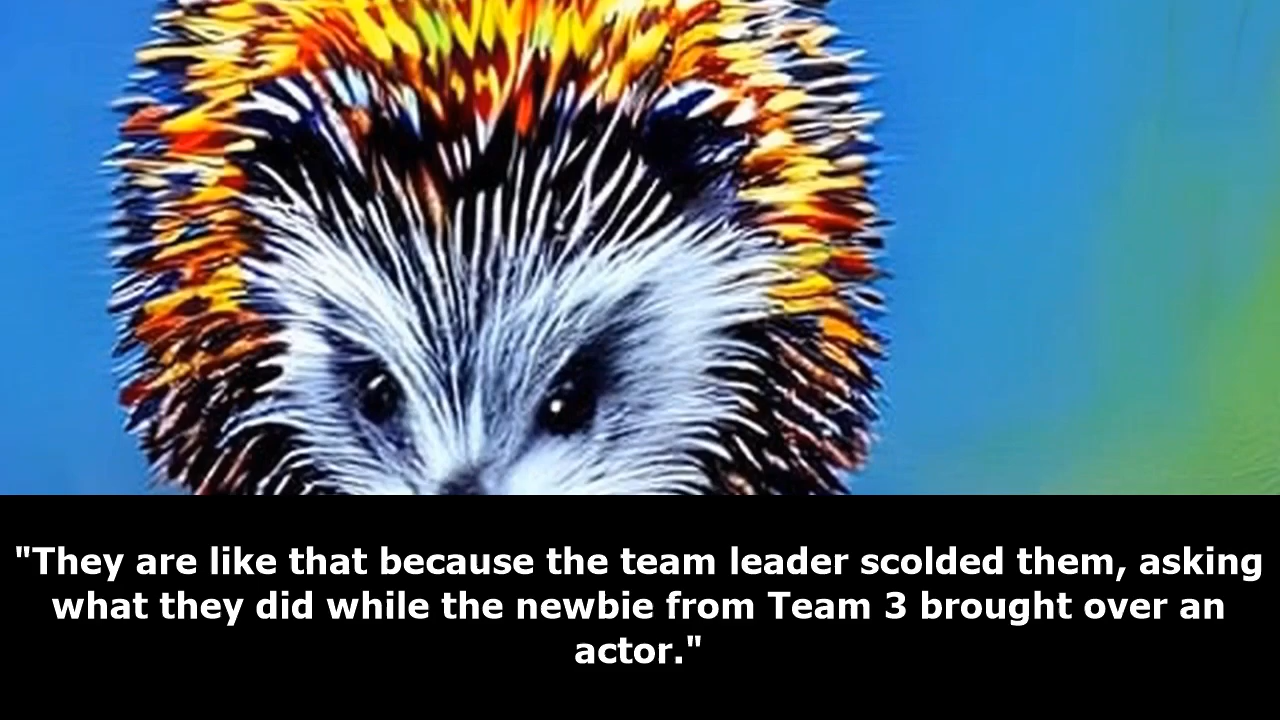 "They are like that because the team leader scolded them, asking
what they did while the newbie from Team 3 brought over an
actor."